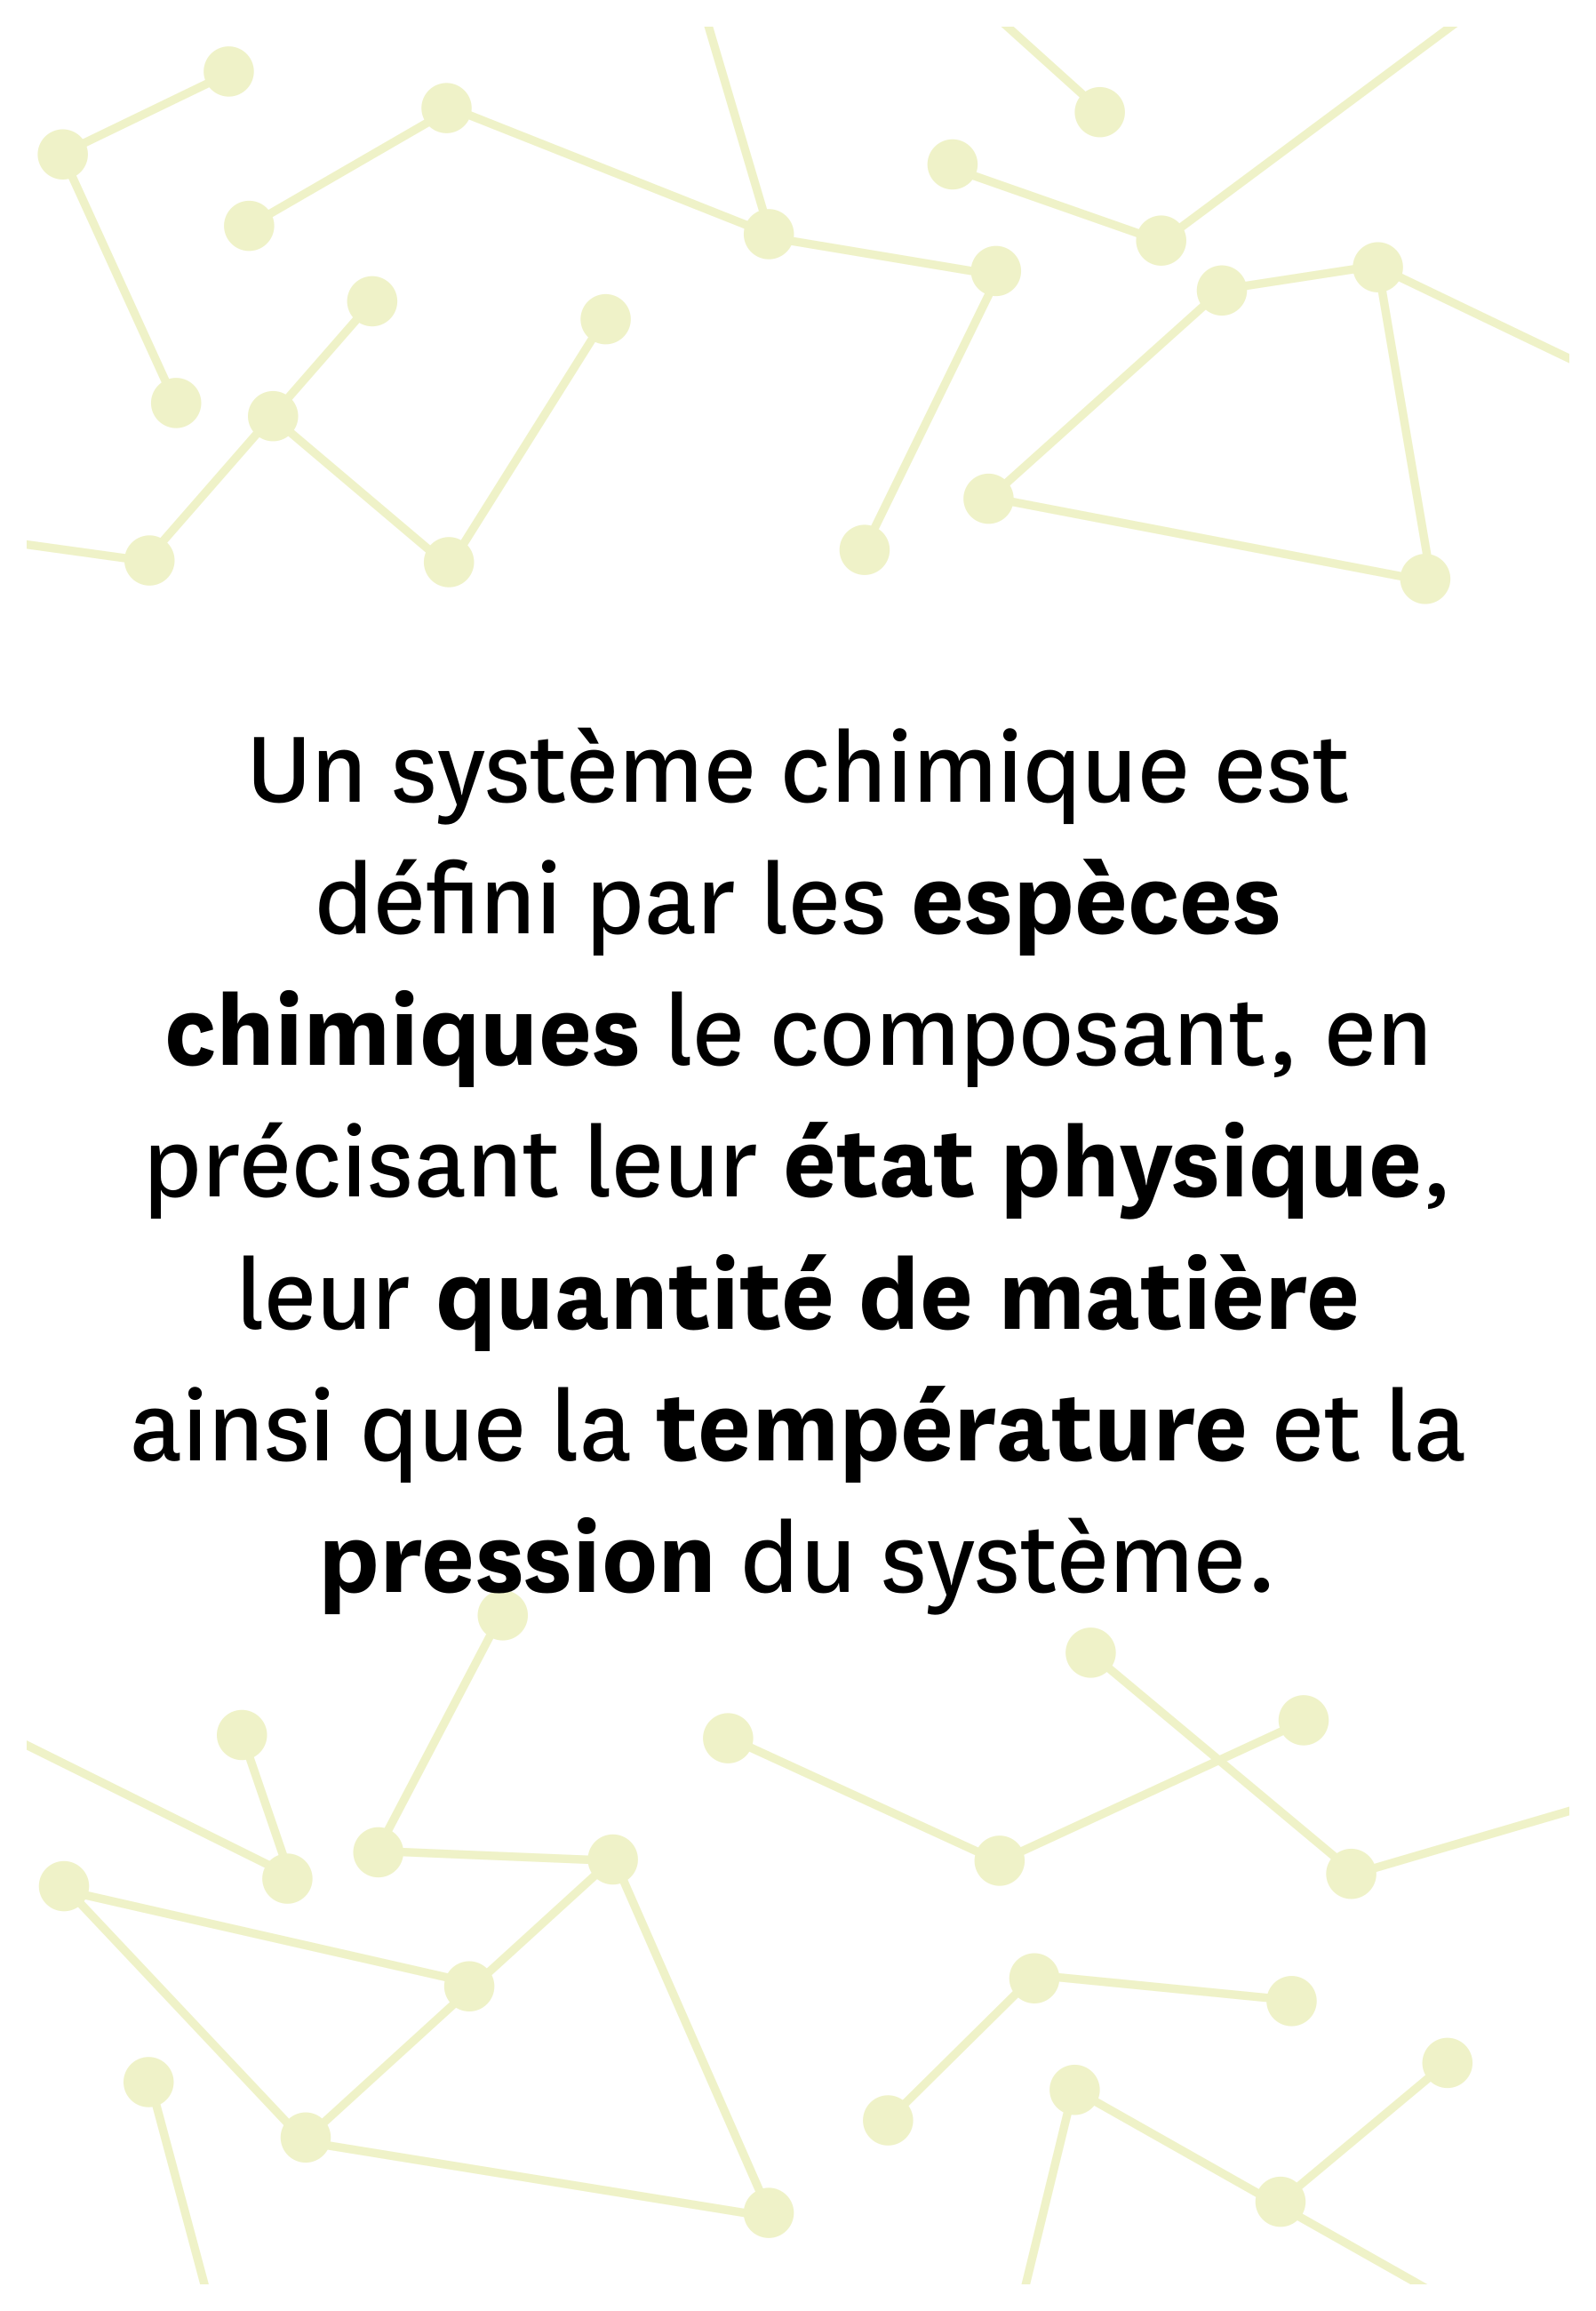 Un système chimique est
défini par les espèces
chimiques le composant, en
précisant leur état physique,
leur quantité de matière
ainsi que la température et la
pression du système.